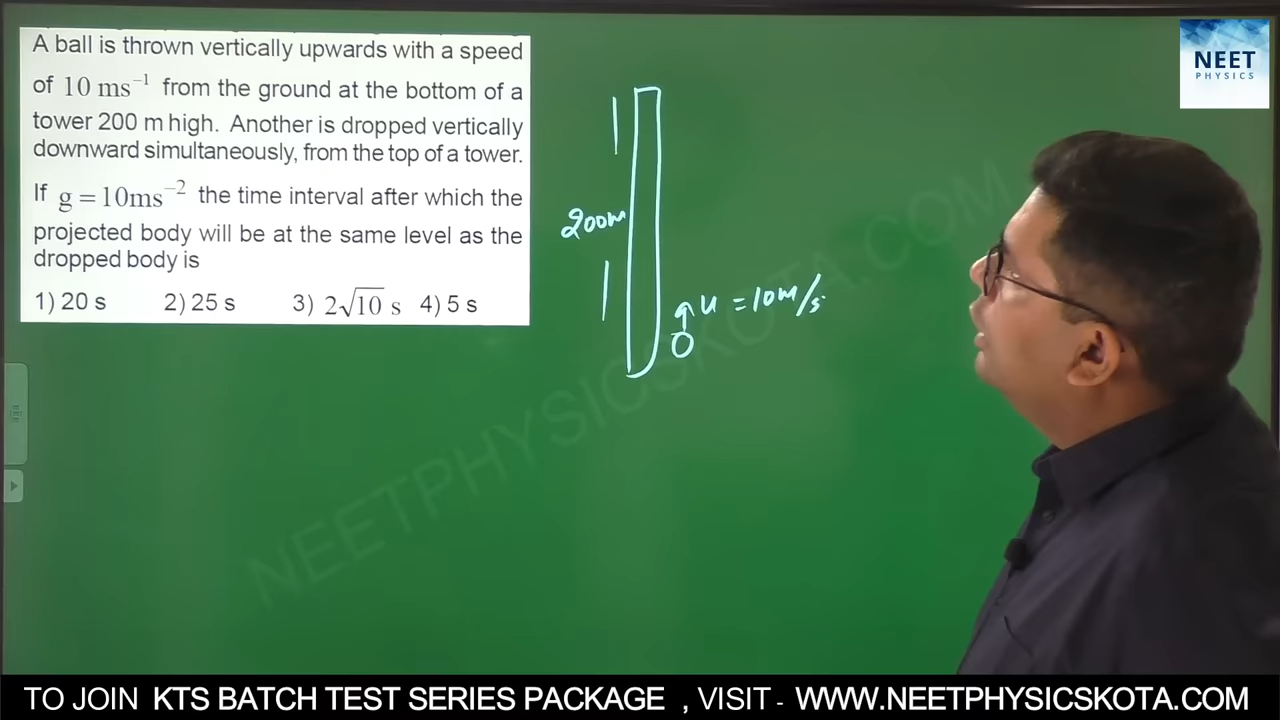 A ball is thrown vertically upwards with a speed
of 10 ms⁻¹ from the ground at the bottom of a
tower 200 m high. Another is dropped vertically
downward simultaneously, from the top of a tower.
If g = 10ms⁻² the time interval after which the
projected body will be at the same level as the
dropped body is
1) 20 s 2) 25 s 3) 2√10 s 4) 5 s
200m
u = 10m/s
NEET
PHYSICS
NEETPHYSICSKOTA.COM
TO JOIN KTS BATCH TEST SERIES PACKAGE , VISIT - WWW.NEETPHYSICSKOTA.COM